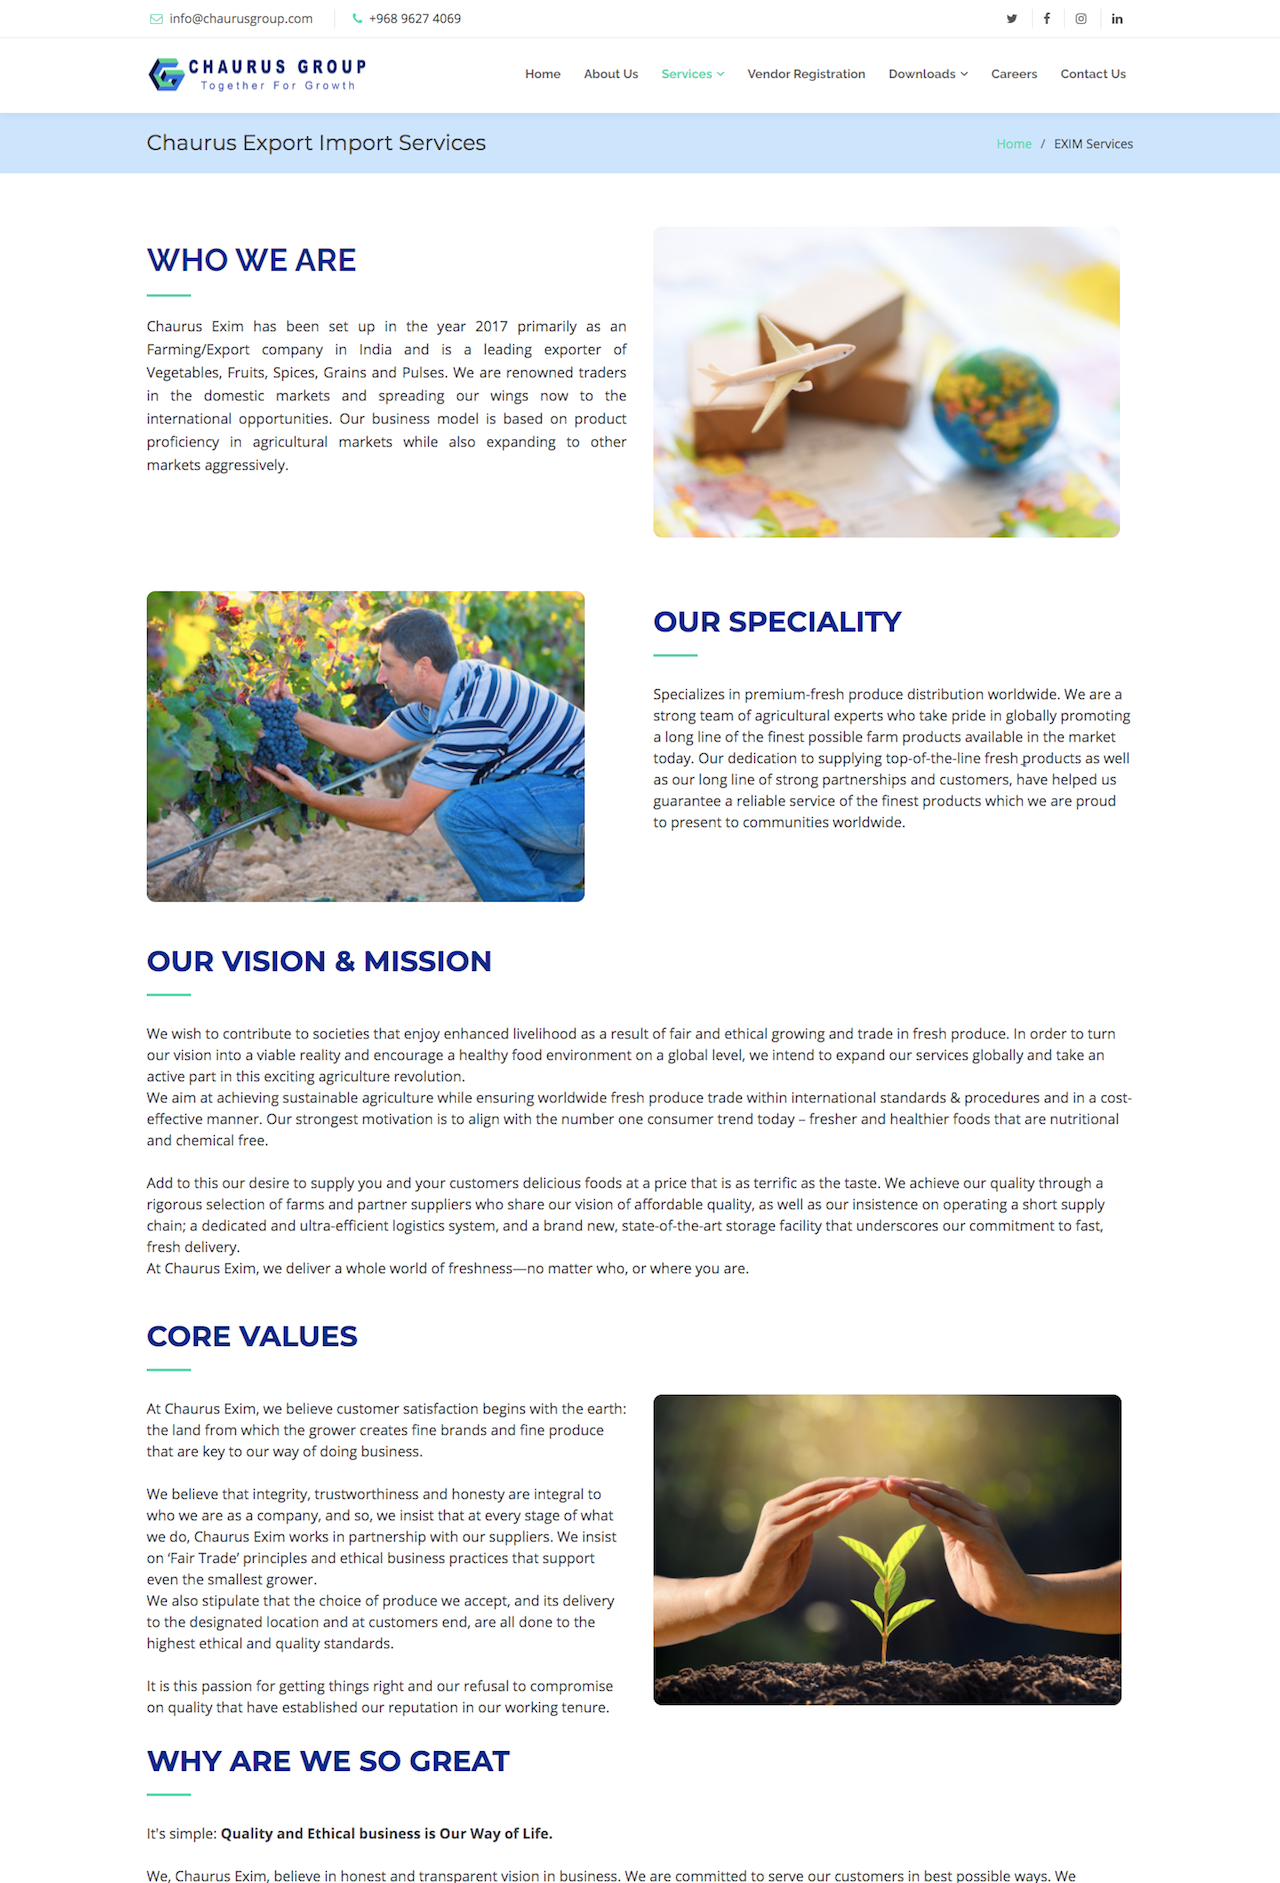 info@chaurusgroup.com
+968 9627 4069
CHAURUS GROUP
Together For Growth
Home
About Us
Services
Vendor Registration
Downloads
Careers
Contact Us
Chaurus Export Import Services
Home / EXIM Services
WHO WE ARE
Chaurus Exim has been set up in the year 2017 primarily as an
Farming/Export company in India and is a leading exporter of
Vegetables, Fruits, Spices, Grains and Pulses. We are renowned traders
in the domestic markets and spreading our wings now to the
international opportunities. Our business model is based on product
proficiency in agricultural markets while also expanding to other
markets aggressively.
OUR SPECIALITY
Specializes in premium-fresh produce distribution worldwide. We are a
strong team of agricultural experts who take pride in globally promoting
a long line of the finest possible farm products available in the market
today. Our dedication to supplying top-of-the-line fresh products as well
as our long line of strong partnerships and customers, have helped us
guarantee a reliable service of the finest products which we are proud
to present to communities worldwide.
OUR VISION & MISSION
We wish to contribute to societies that enjoy enhanced livelihood as a result of fair and ethical growing and trade in fresh produce. In order to turn
our vision into a viable reality and encourage a healthy food environment on a global level, we intend to expand our services globally and take an
active part in this exciting agriculture revolution.
We aim at achieving sustainable agriculture while ensuring worldwide fresh produce trade within international standards & procedures and in a cost-
effective manner. Our strongest motivation is to align with the number one consumer trend today – fresher and healthier foods that are nutritional
and chemical free.
Add to this our desire to supply you and your customers delicious foods at a price that is as terrific as the taste. We achieve our quality through a
rigorous selection of farms and partner suppliers who share our vision of affordable quality, as well as our insistence on operating a short supply
chain; a dedicated and ultra-efficient logistics system, and a brand new, state-of-the-art storage facility that underscores our commitment to fast,
fresh delivery.
At Chaurus Exim, we deliver a whole world of freshness—no matter who, or where you are.
CORE VALUES
At Chaurus Exim, we believe customer satisfaction begins with the earth:
the land from which the grower creates fine brands and fine produce
that are key to our way of doing business.
We believe that integrity, trustworthiness and honesty are integral to
who we are as a company, and so, we insist that at every stage of what
we do, Chaurus Exim works in partnership with our suppliers. We insist
on ‘Fair Trade’ principles and ethical business practices that support
even the smallest grower.
We also stipulate that the choice of produce we accept, and its delivery
to the designated location and at customers end, are all done to the
highest ethical and quality standards.
It is this passion for getting things right and our refusal to compromise
on quality that have established our reputation in our working tenure.
WHY ARE WE SO GREAT
It's simple: Quality and Ethical business is Our Way of Life.
We, Chaurus Exim, believe in honest and transparent vision in business. We are committed to serve our customers in best possible ways. We